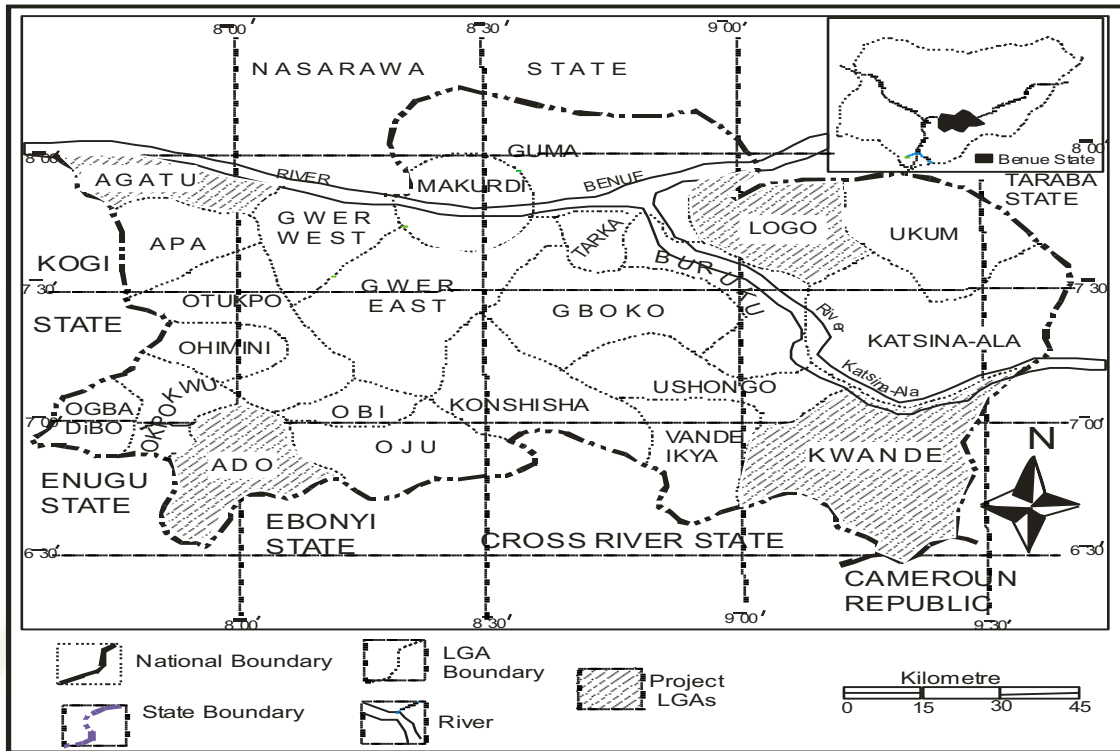 8°00′
8°30′
9°00′
NASARAWA STATE
Benue State
8°00′
8°00′
TARABA
STATE
GUMA
RIVER
BENUE
MAKURDI
AGATU
GWER
WEST
LOGO
UKUM
APA
TARKA
BURUKU
KOGI
STATE
7°30′
7°30′
OTUKPO
GWER
EAST
GBOKO
River
Katsina-Ala
KATSINA-ALA
OHIMINI
OKPOKWU
USHONGO
OGBA
DiBO
OBI
KONSHISHA
7°00′
7°00′
VANDE
IKYA
KWANDE
N
ADO
OJU
ENUGU
STATE
EBONYI
STATE
CROSS RIVER STATE
6°30′
6°30′
CAMEROUN
REPUBLIC
8°00′
8°30′
9°00′
9°30′
National Boundary
LGA
Boundary
Project
LGAs
Kilometre
0 15 30 45
State Boundary
River